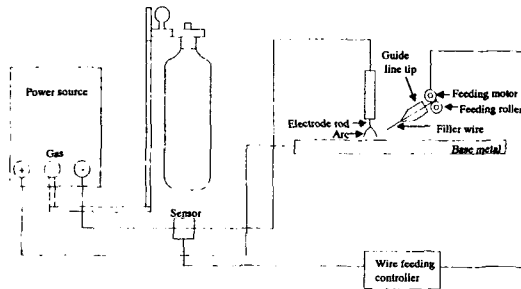 Guide
line tip
Power source
Feeding motor
Feeding roller
Electrode rod
Arc
Filler wire
Gas
Base metal
+
-
Sensor
Wire feeding
controller